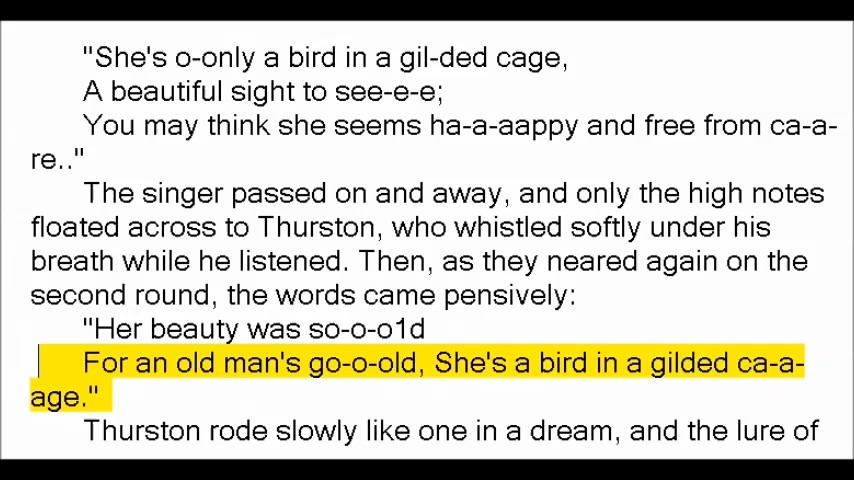 "She's o-only a bird in a gil-ded cage,
A beautiful sight to see-e-e;
You may think she seems ha-a-aappy and free from ca-a-
re.."
The singer passed on and away, and only the high notes
floated across to Thurston, who whistled softly under his
breath while he listened. Then, as they neared again on the
second round, the words came pensively:
"Her beauty was so-o-o1d
For an old man's go-o-old, She's a bird in a gilded ca-a-
age."
Thurston rode slowly like one in a dream, and the lure of